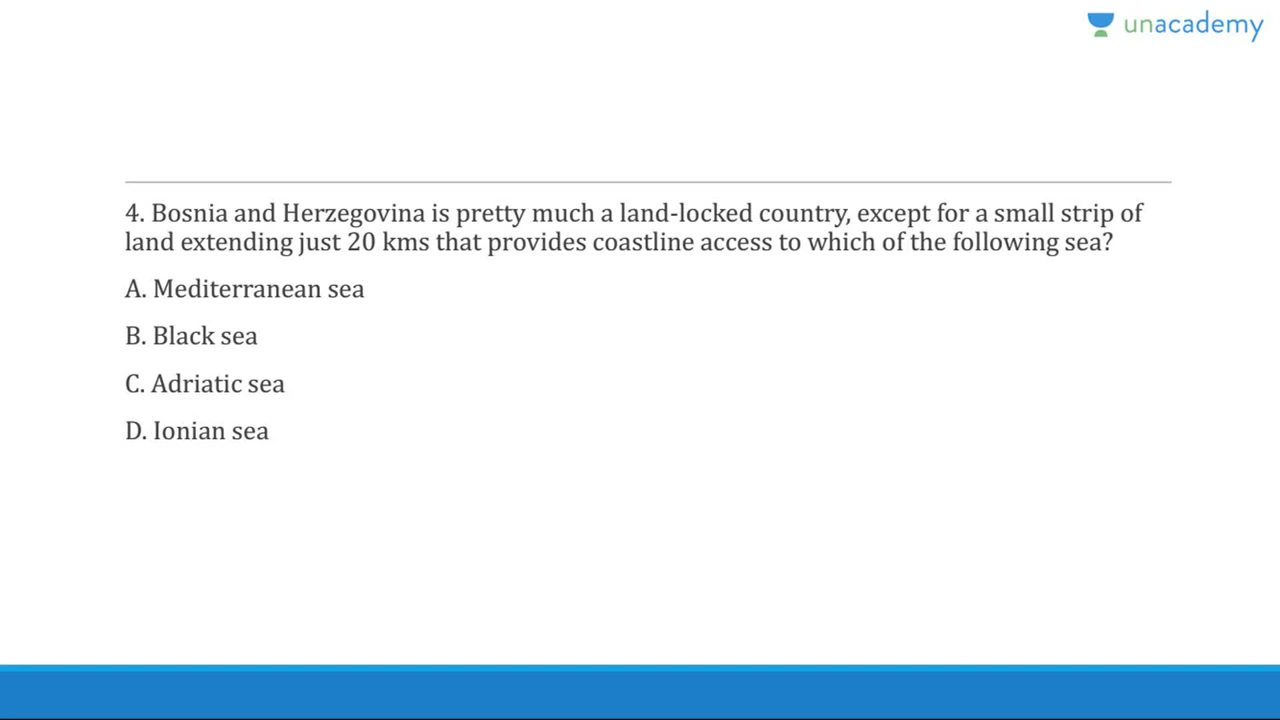 unacademy
4. Bosnia and Herzegovina is pretty much a land-locked country, except for a small strip of
land extending just 20 kms that provides coastline access to which of the following sea?
A. Mediterranean sea
B. Black sea
C. Adriatic sea
D. Ionian sea